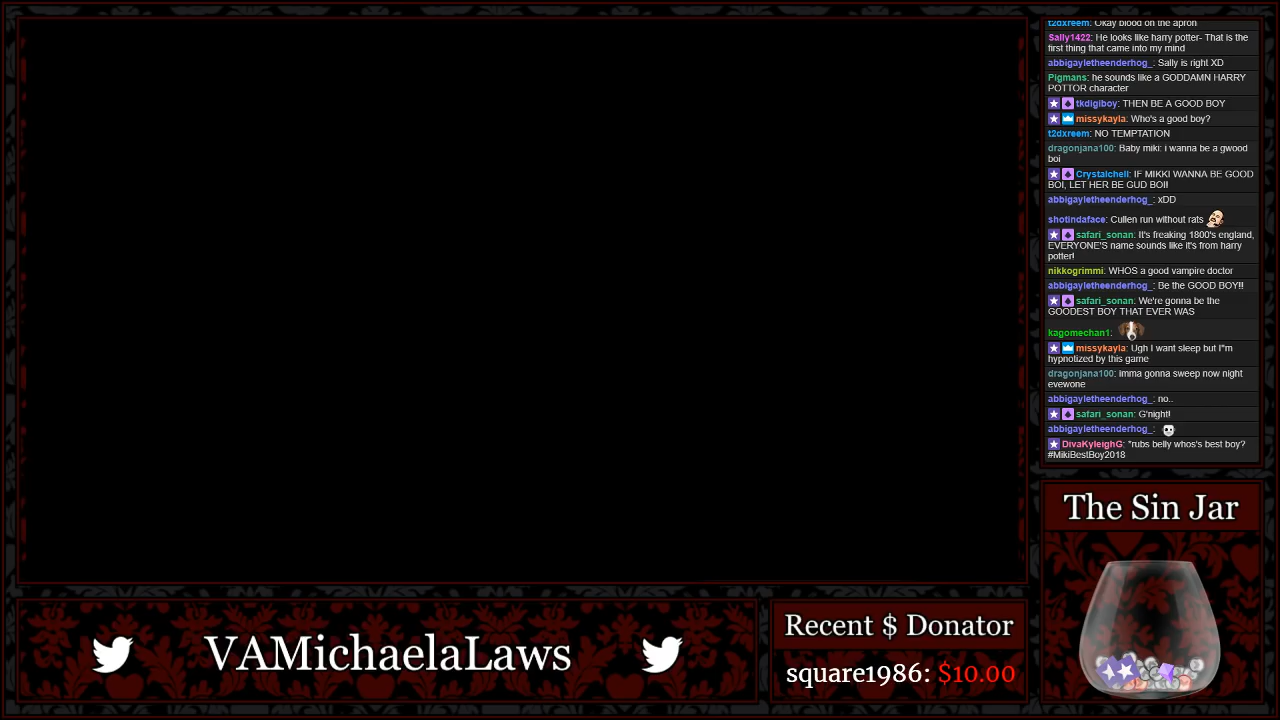 t2dxreem: Okay blood on the apron
Sally1422: He looks like harry potter- That is the
first thing that came into my mind
abbigayletheenderhog_: Sally is right XD
Pigmans: he sounds like a GODDAMN HARRY
POTTOR character
tkdigiboy: THEN BE A GOOD BOY
missykayla: Who's a good boy?
t2dxreem: NO TEMPTATION
dragonjana100: Baby miki: i wanna be a gwood
boi
Crystalchell: IF MIKKI WANNA BE GOOD
BOI, LET HER BE GUD BOI!
abbigayletheenderhog_: xDD
shotindaface: Cullen run without rats
safari_sonan: It's freaking 1800's england,
EVERYONE'S name sounds like it's from harry
potter!
nikkogrimmi: WHOS a good vampire doctor
abbigayletheenderhog_: Be the GOOD BOY!!
safari_sonan: We're gonna be the
GOODEST BOY THAT EVER WAS
kagomechan1:
missykayla: Ugh I want sleep but I"m
hypnotized by this game
dragonjana100: imma gonna sweep now night
evewone
abbigayletheenderhog_: no..
safari_sonan: G'night!
abbigayletheenderhog_:
DivaKyleighG: *rubs belly whos's best boy?
#MikiBestBoy2018
The Sin Jar
VAMichaelaLaws
Recent $ Donator
square1986: $10.00